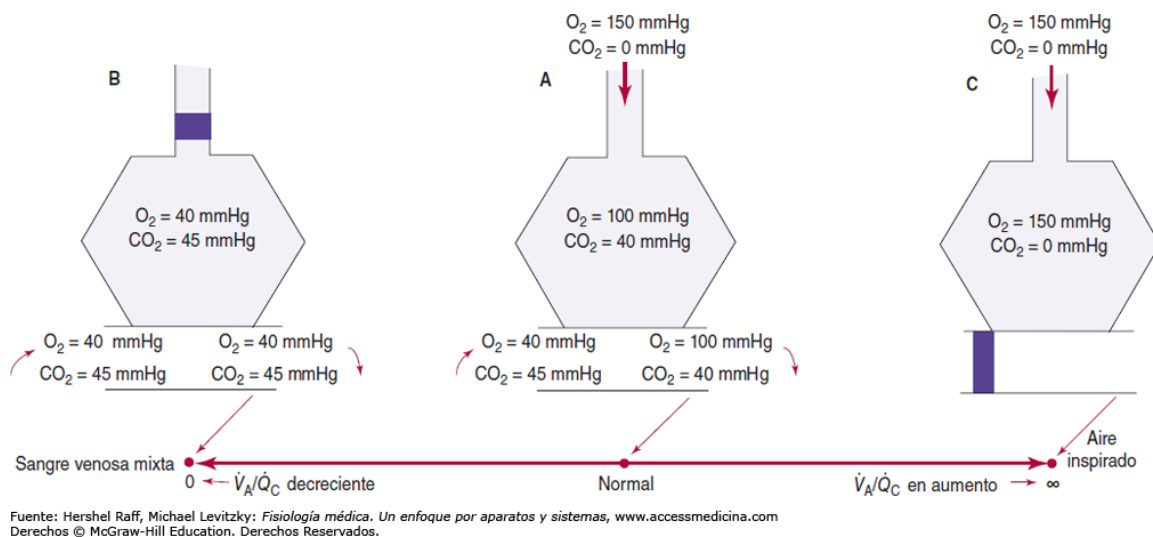 B
O₂ = 40 mmHg
CO₂ = 45 mmHg
O₂ = 40 mmHg
CO₂ = 45 mmHg
O₂ = 40 mmHg
CO₂ = 45 mmHg
O₂ = 150 mmHg
CO₂ = 0 mmHg
A
O₂ = 100 mmHg
CO₂ = 40 mmHg
O₂ = 40 mmHg
CO₂ = 45 mmHg
O₂ = 100 mmHg
CO₂ = 40 mmHg
O₂ = 150 mmHg
CO₂ = 0 mmHg
C
O₂ = 150 mmHg
CO₂ = 0 mmHg
Sangre venosa mixta
0
V̇A/Q̇C decreciente
Normal
V̇A/Q̇C en aumento
∞
Aire
inspirado
Fuente: Hershel Raff, Michael Levitzky: Fisiología médica. Un enfoque por aparatos y sistemas, www.accessmedicina.com
Derechos © McGraw-Hill Education. Derechos Reservados.